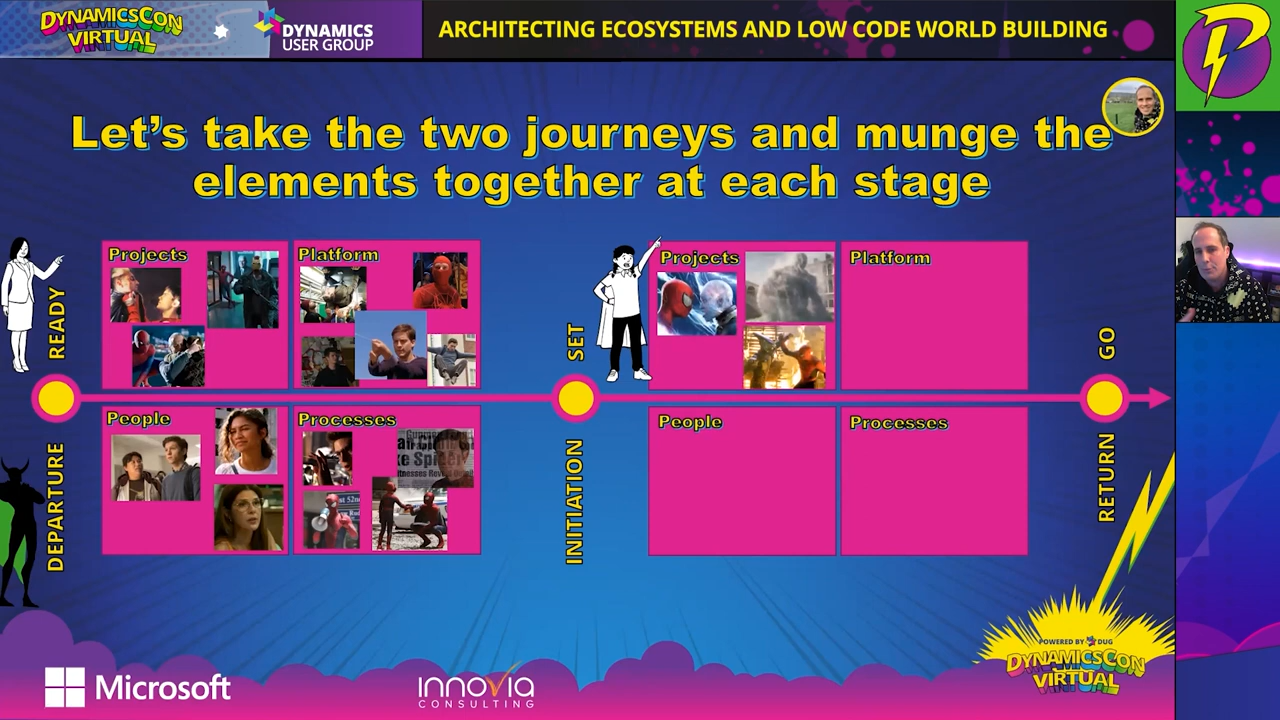 DYNAMICSCON
VIRTUAL
DYNAMICS
USER GROUP
ARCHITECTING ECOSYSTEMS AND LOW CODE WORLD BUILDING
Let's take the two journeys and munge the
elements together at each stage
READY
Projects
Platform
SET
Projects
Platform
GO
DEPARTURE
People
Processes
INITIATION
People
Processes
RETURN
POWERED BY DUG
DYNAMICSCON
VIRTUAL
Microsoft
INNOVIA
CONSULTING